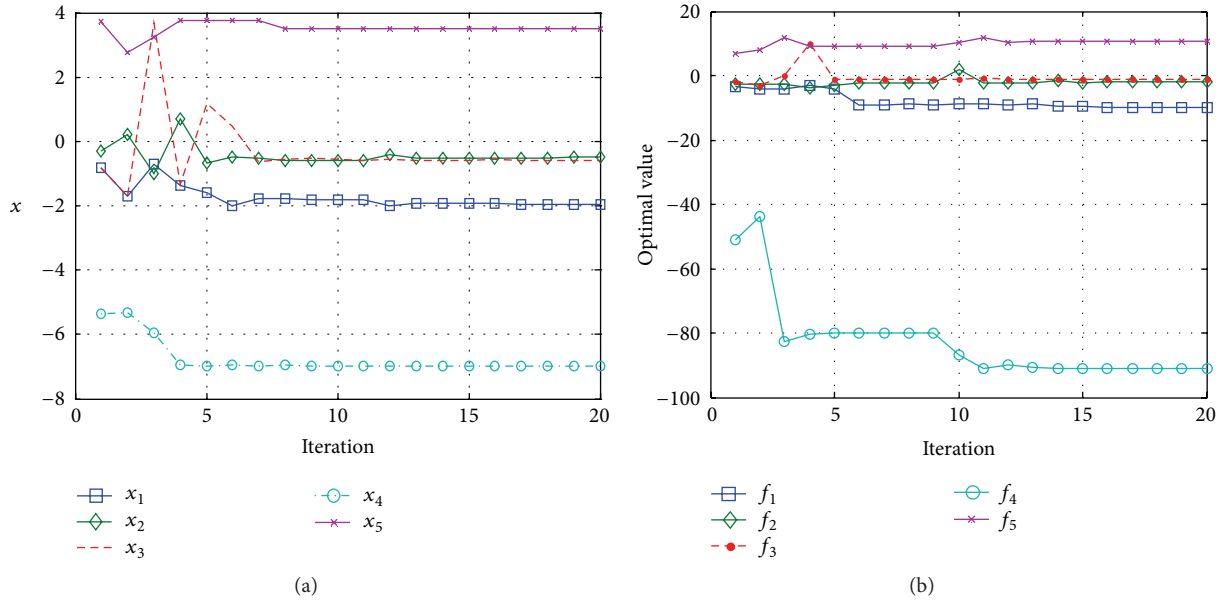 4
2
0
−2
−4
−6
−8
x
0
5
10
15
20
Iteration
x₁
x₂
x₃
x₄
x₅
(a)
20
0
−20
−40
−60
−80
−100
Optimal value
0
5
10
15
20
Iteration
f₁
f₂
f₃
f₄
f₅
(b)